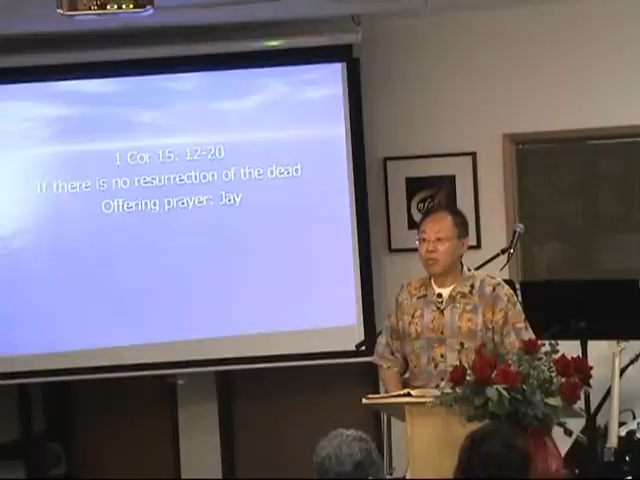 1 Cor 15: 12-20
If there is no resurrection of the dead
Offering prayer: Jay